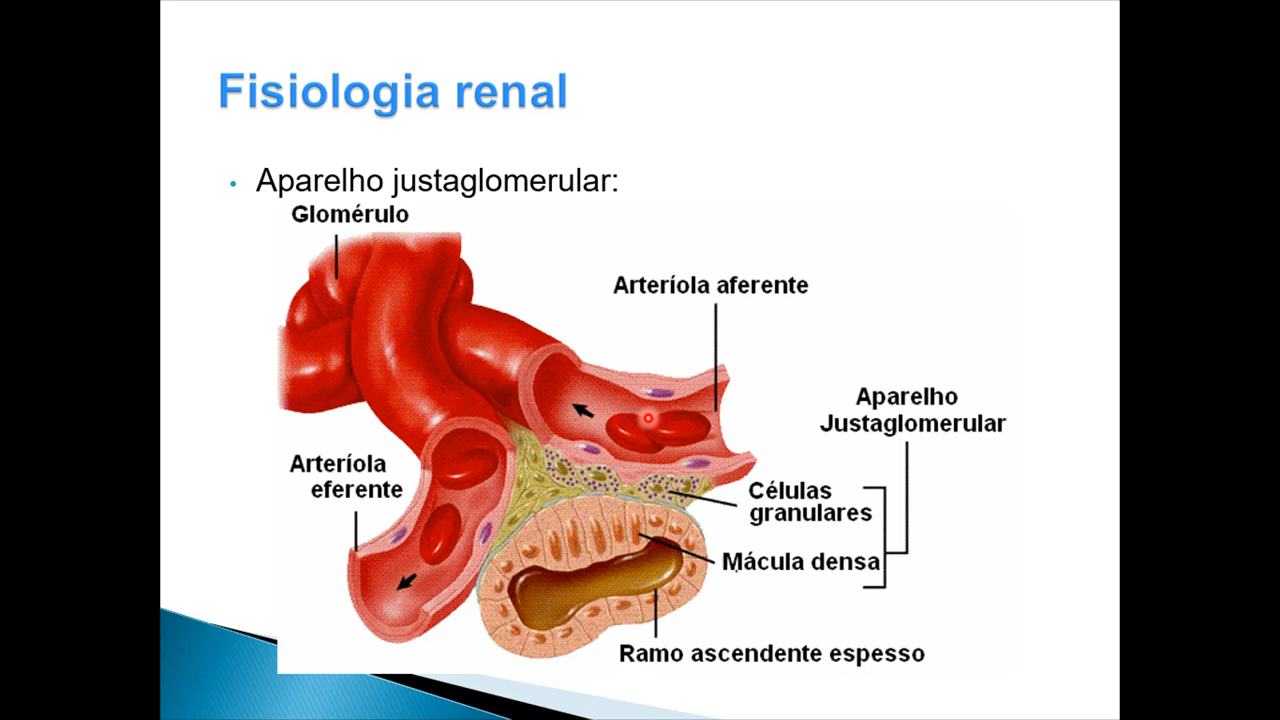 Fisiologia renal
• Aparelho justaglomerular:
Glomérulo
Arteríola aferente
Aparelho
Justaglomerular
Arteríola
eferente
Células
granulares
Mácula densa
Ramo ascendente espesso